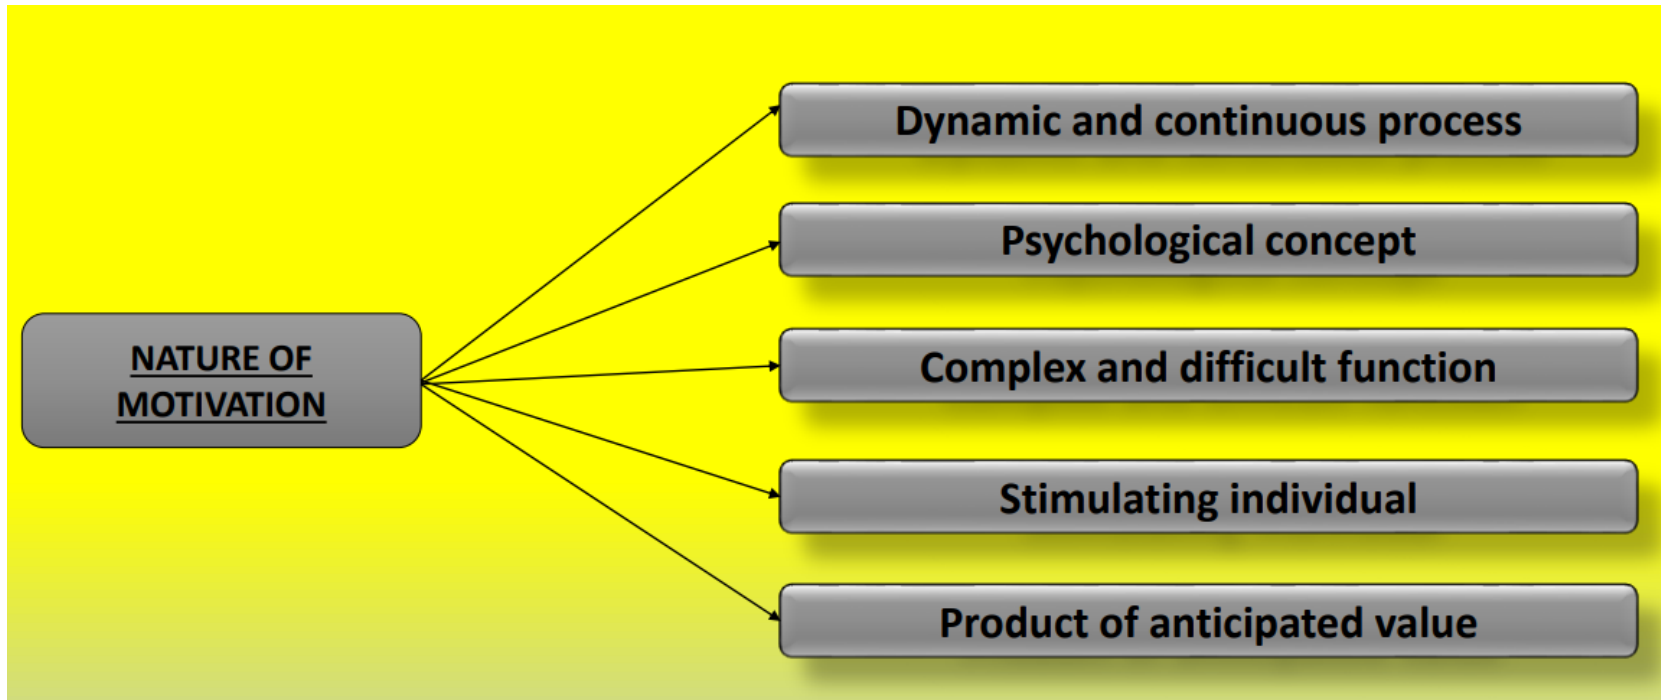 NATURE OF
MOTIVATION
Dynamic and continuous process
Psychological concept
Complex and difficult function
Stimulating individual
Product of anticipated value